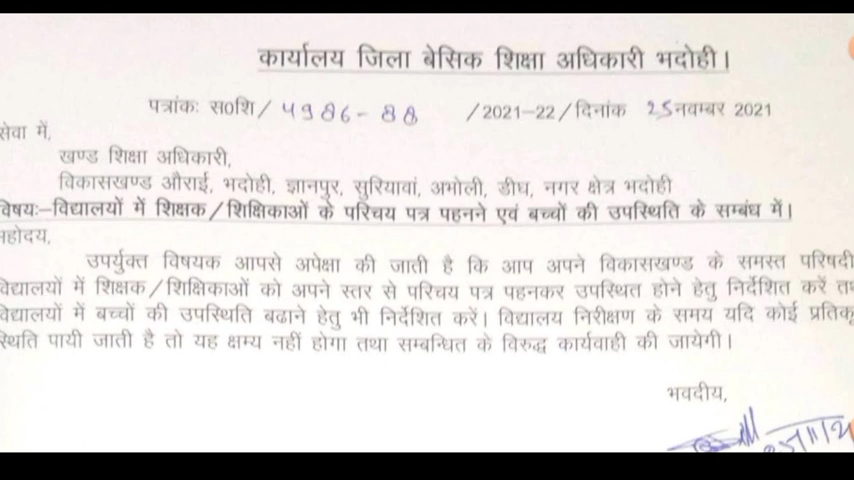 कार्यालय जिला बेसिक शिक्षा अधिकारी भदोही।
पत्रांकः स0शि/ 4986-88 /2021-22/दिनांक 25 नवम्बर 2021
सेवा में,
खण्ड शिक्षा अधिकारी,
विकासखण्ड औराई, भदोही, ज्ञानपुर, सुरियावां, अभोली, डीघ, नगर क्षेत्र भदोही
विषयः-विद्यालयों में शिक्षक/शिक्षिकाओं के परिचय पत्र पहनने एवं बच्चों की उपस्थिति के सम्बंध में।
महोदय,
उपर्युक्त विषयक आपसे अपेक्षा की जाती है कि आप अपने विकासखण्ड के समस्त परिषदी
विद्यालयों में शिक्षक/शिक्षिकाओं को अपने स्तर से परिचय पत्र पहनकर उपस्थित होने हेतु निर्देशित करें
विद्यालयों में बच्चों की उपस्थिति बढाने हेतु भी निर्देशित करें। विद्यालय निरीक्षण के समय यदि कोई
स्थिति पायी जाती है तो यह क्षम्य नहीं होगा तथा सम्बन्धित के विरुद्ध कार्यवाही की जायेगी।
भवदीय,